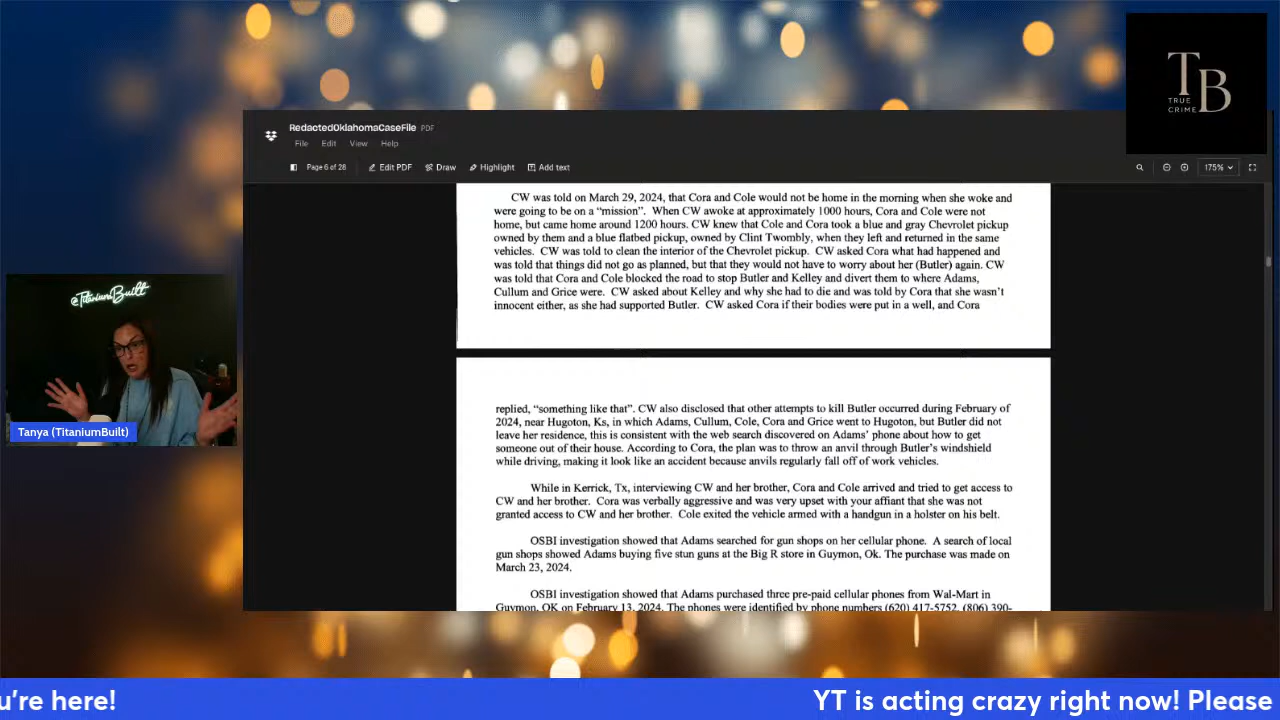 TB
TRUE
CRIME
RedactedOklahomaCaseFile PDF
File Edit View Help
Page 6 of 28 Edit PDF Draw Highlight Add text 175%
CW was told on March 29, 2024, that Cora and Cole would not be home in the morning when she woke and
were going to be on a “mission”. When CW awoke at approximately 1000 hours, Cora and Cole were not
home, but came home around 1200 hours. CW knew that Cole and Cora took a blue and gray Chevrolet pickup
owned by them and a blue flatbed pickup, owned by Clint Twombly, when they left and returned in the same
vehicles. CW was told to clean the interior of the Chevrolet pickup. CW asked Cora what had happened and
was told that things did not go as planned, but that they would not have to worry about her (Butler) again. CW
was told that Cora and Cole blocked the road to stop Butler and Kelley and divert them to where Adams,
Cullum and Grice were. CW asked about Kelley and why she had to die and was told by Cora that she wasn’t
innocent either, as she had supported Butler. CW asked Cora if their bodies were put in a well, and Cora
replied, “something like that”. CW also disclosed that other attempts to kill Butler occurred during February of
2024, near Hugoton, Ks, in which Adams, Cullum, Cole, Cora and Grice went to Hugoton, but Butler did not
leave her residence, this is consistent with the web search discovered on Adams’ phone about how to get
someone out of their house. According to Cora, the plan was to throw an anvil through Butler’s windshield
while driving, making it look like an accident because anvils regularly fall off of work vehicles.
While in Kerrick, Tx, interviewing CW and her brother, Cora and Cole arrived and tried to get access to
CW and her brother. Cora was verbally aggressive and was very upset with your affiant that she was not
granted access to CW and her brother. Cole exited the vehicle armed with a handgun in a holster on his belt.
OSBI investigation showed that Adams searched for gun shops on her cellular phone. A search of local
gun shops showed Adams buying five stun guns at the Big R store in Guymon, Ok. The purchase was made on
March 23, 2024.
OSBI investigation showed that Adams purchased three pre-paid cellular phones from Wal-Mart in
Guymon, OK on February 13, 2024. The phones were identified by phone numbers (620) 417-5752, (806) 390-
@TitaniumBuilt
Tanya (TitaniumBuilt)
u're here! YT is acting crazy right now! Please